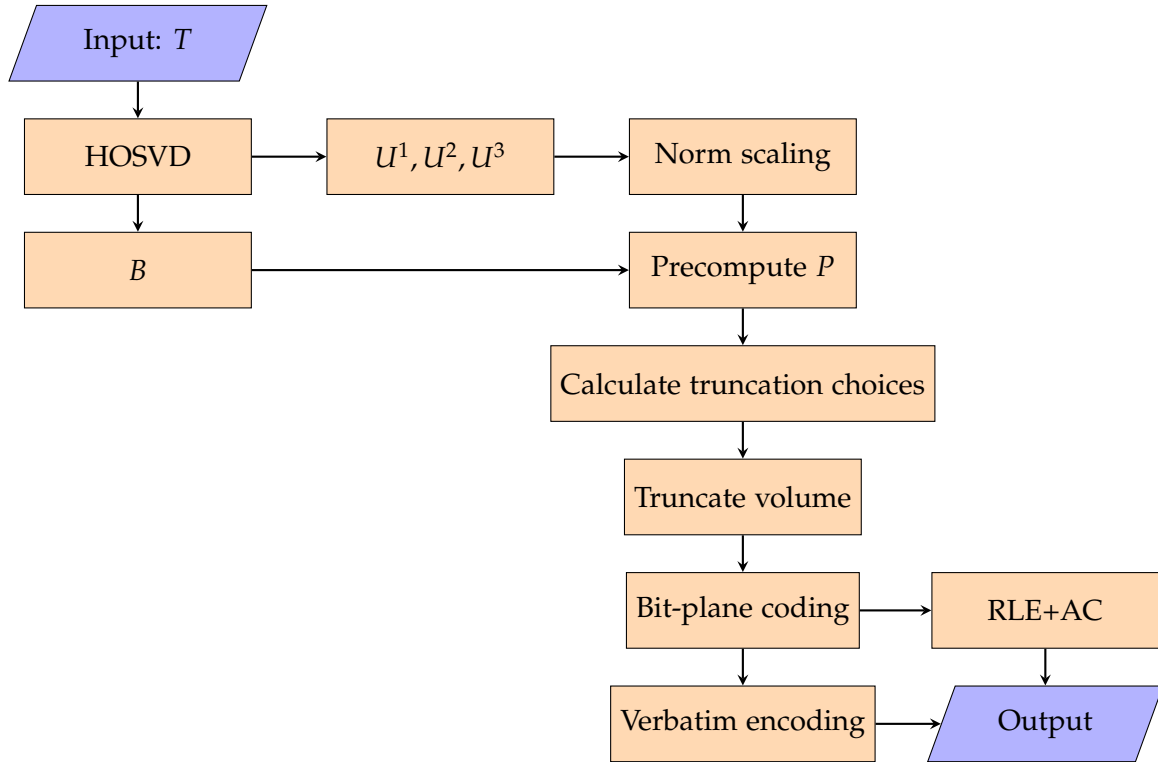 Input: T
HOSVD
U¹, U², U³
Norm scaling
B
Precompute P
Calculate truncation choices
Truncate volume
Bit-plane coding
RLE+AC
Verbatim encoding
Output